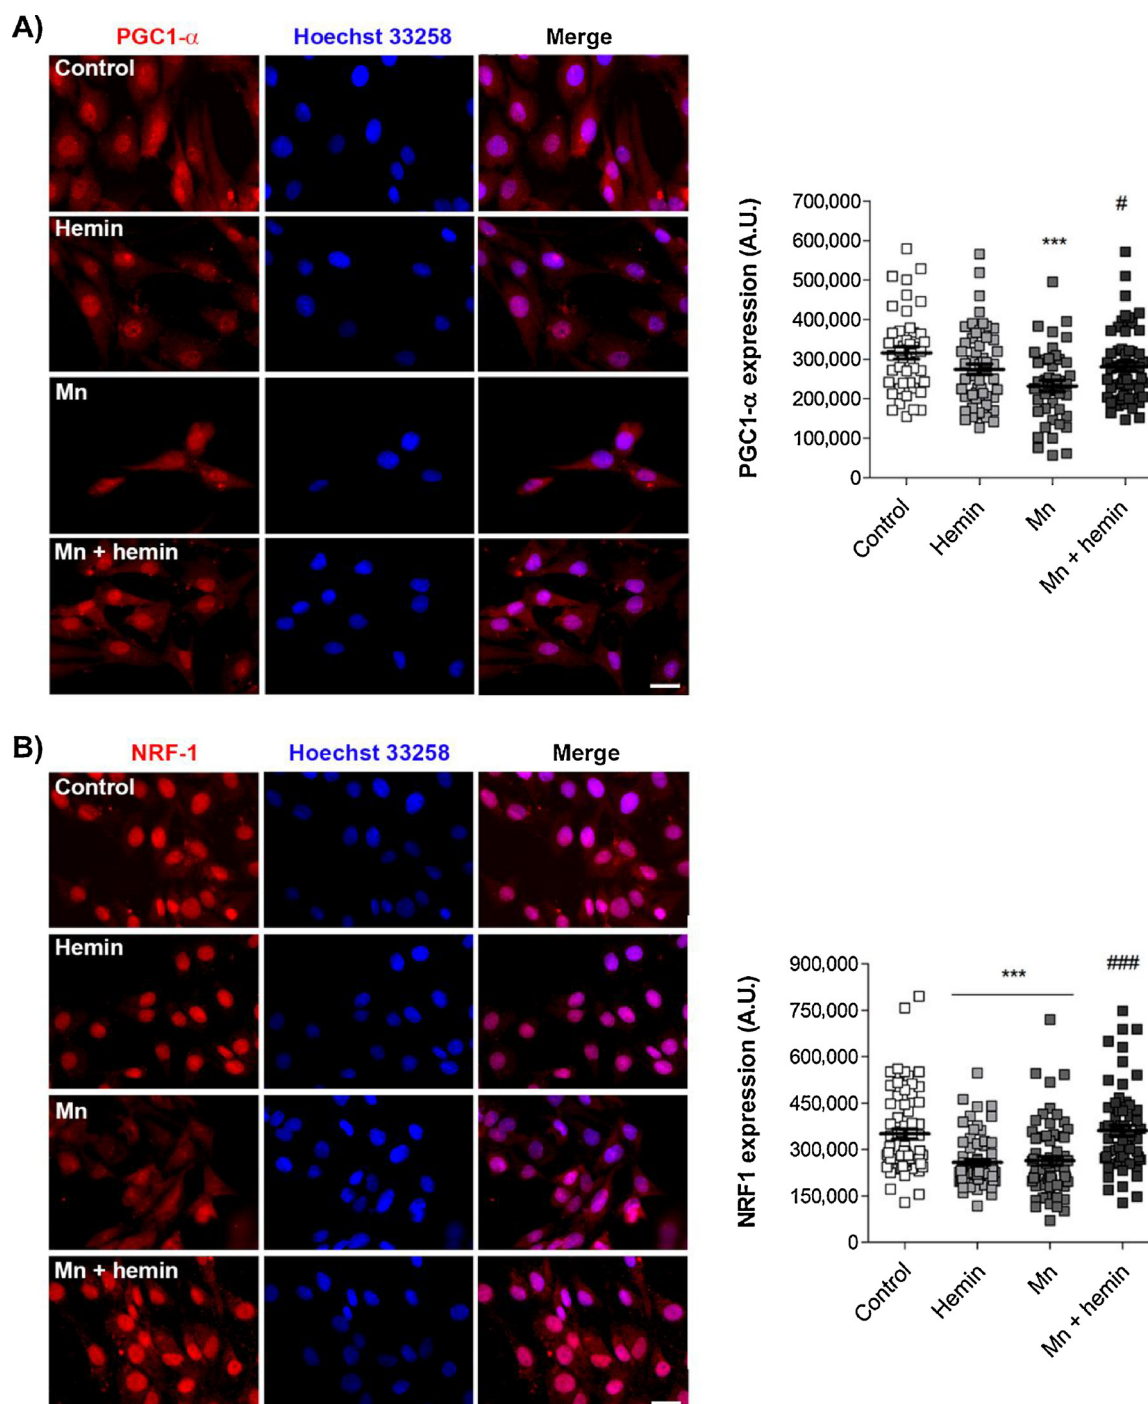 A)
PGC1-α Hoechst 33258 Merge
Control
Hemin
Mn
Mn + hemin
PGC1-α expression (A.U.)
700,000
600,000
500,000
400,000
300,000
200,000
100,000
0
***
#
Control
Hemin
Mn
Mn + hemin
B)
NRF-1 Hoechst 33258 Merge
Control
Hemin
Mn
Mn + hemin
NRF1 expression (A.U.)
900,000
750,000
600,000
450,000
300,000
150,000
0
***
###
Control
Hemin
Mn
Mn + hemin